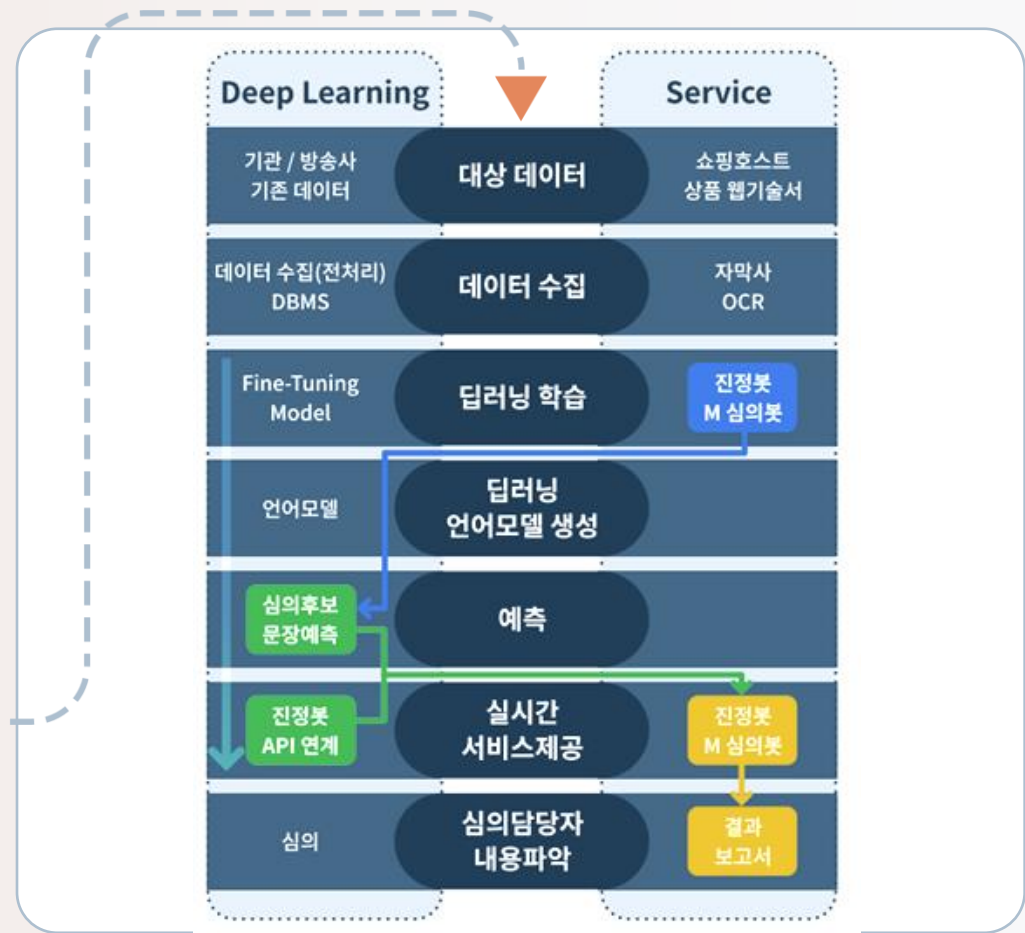 Deep Learning
Service
기관 / 방송사
기존 데이터
대상 데이터
쇼핑호스트
상품 웹기술서
데이터 수집(전처리)
DBMS
데이터 수집
자막사
OCR
Fine-Tuning
Model
딥러닝 학습
진정봇
M 심의봇
언어모델
딥러닝
언어모델 생성
심의후보
문장예측
예측
진정봇
API 연계
실시간
서비스제공
진정봇
M 심의봇
심의
심의담당자
내용파악
결과
보고서